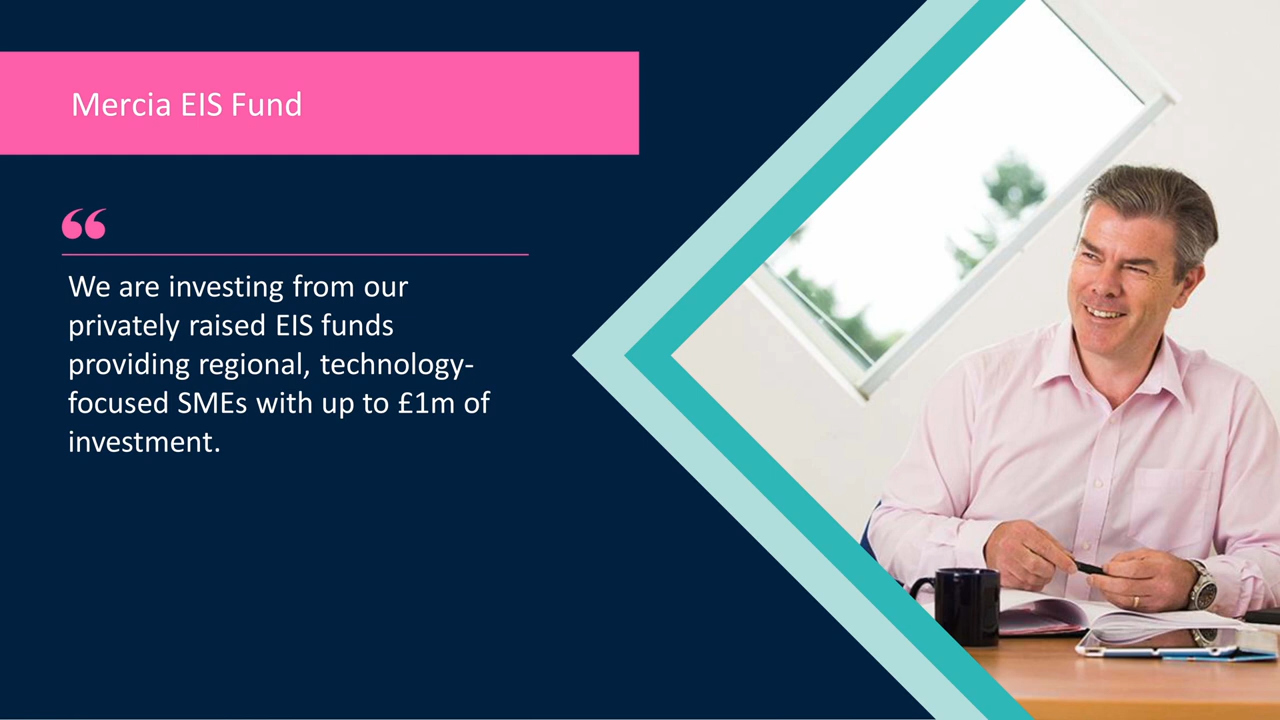 Mercia EIS Fund
“
We are investing from our
privately raised EIS funds
providing regional, technology-
focused SMEs with up to £1m of
investment.